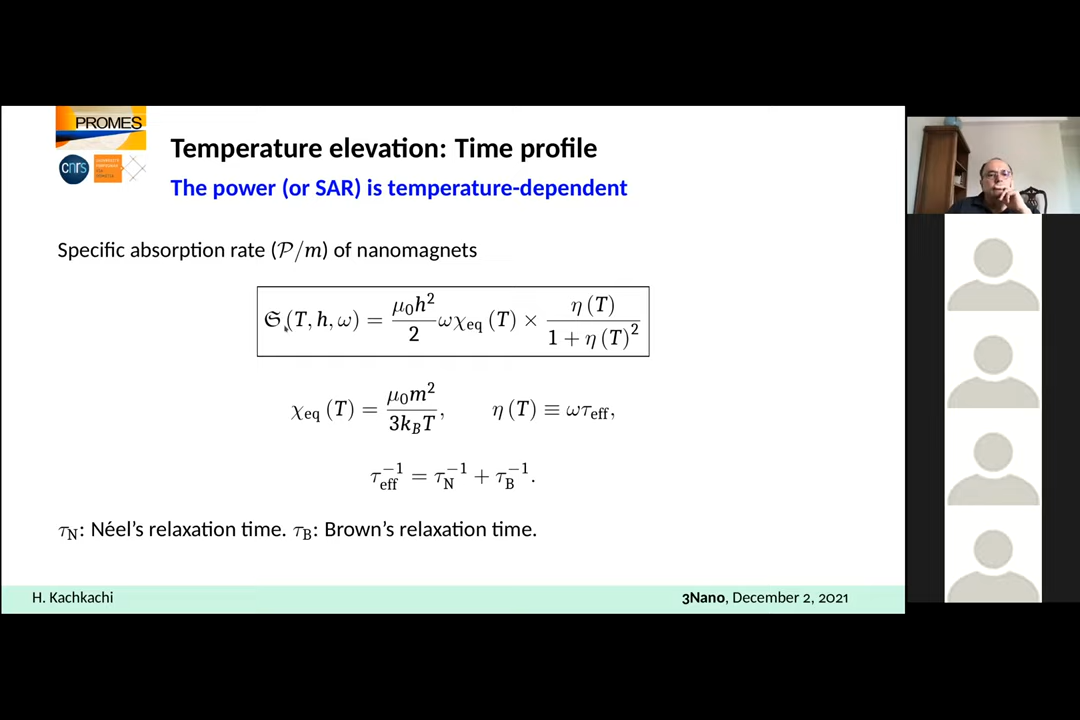 PROMES
cnrs
Temperature elevation: Time profile
The power (or SAR) is temperature-dependent
Specific absorption rate (𝒫/m) of nanomagnets
𝔖 (T, h, ω) = μ₀h²/2 ωχ_eq (T) × η (T)/(1 + η (T)²)
χ_eq (T) = μ₀m²/3k_BT, η (T) ≡ ωτ_eff,
τ_eff⁻¹ = τ_N⁻¹ + τ_B⁻¹.
τ_N: Néel’s relaxation time. τ_B: Brown’s relaxation time.
H. Kachkachi 3Nano, December 2, 2021